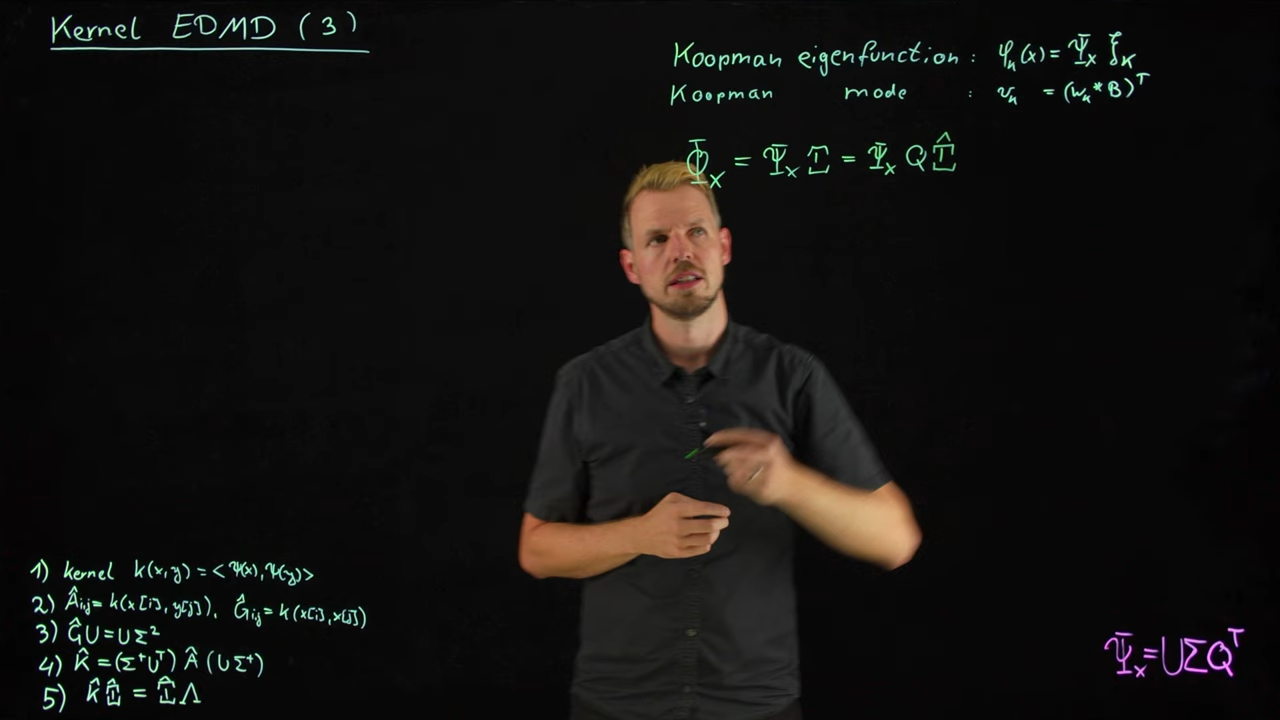 Kernel EDMD (3)
Koopman eigenfunction: φₖ(x) = Ψₓ ξₖ
Koopman mode : vₖ = (wₖ* B)ᵀ
Φₓ = Ψₓ Ξ = Ψₓ Q Ξ̂
1) kernel k(x,y) = <Ψ(x), Ψ(y)>
2) Âᵢⱼ = k(x[i], y[j]), Ĝᵢⱼ = k(x[i], x[j])
3) ĜU = UΣ²
4) K̂ = (Σ⁺Uᵀ) Â (UΣ⁺)
5) K̂ Ξ̂ = Ξ̂ Λ
Ψₓ = UΣQᵀ